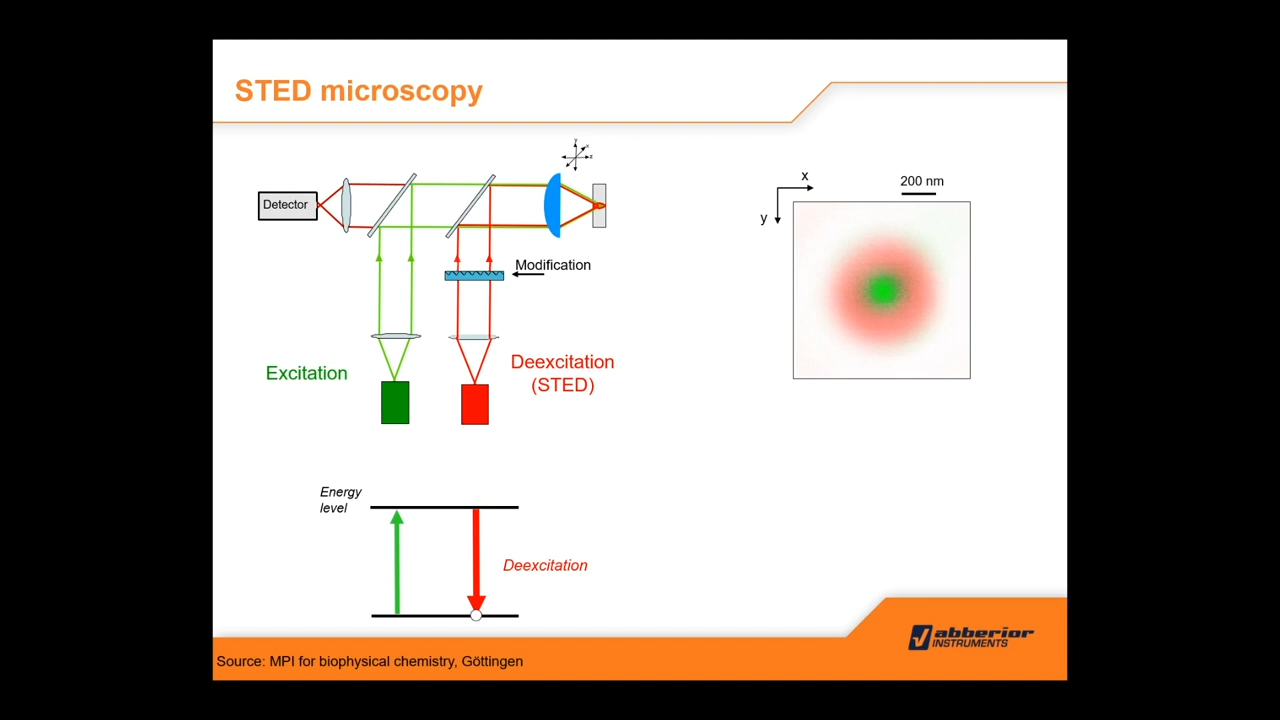 STED microscopy
Detector
y
x
z
Modification
Excitation
Deexcitation
(STED)
x
y
200 nm
Energy
level
Deexcitation
abberior
INSTRUMENTS
Source: MPI for biophysical chemistry, Göttingen